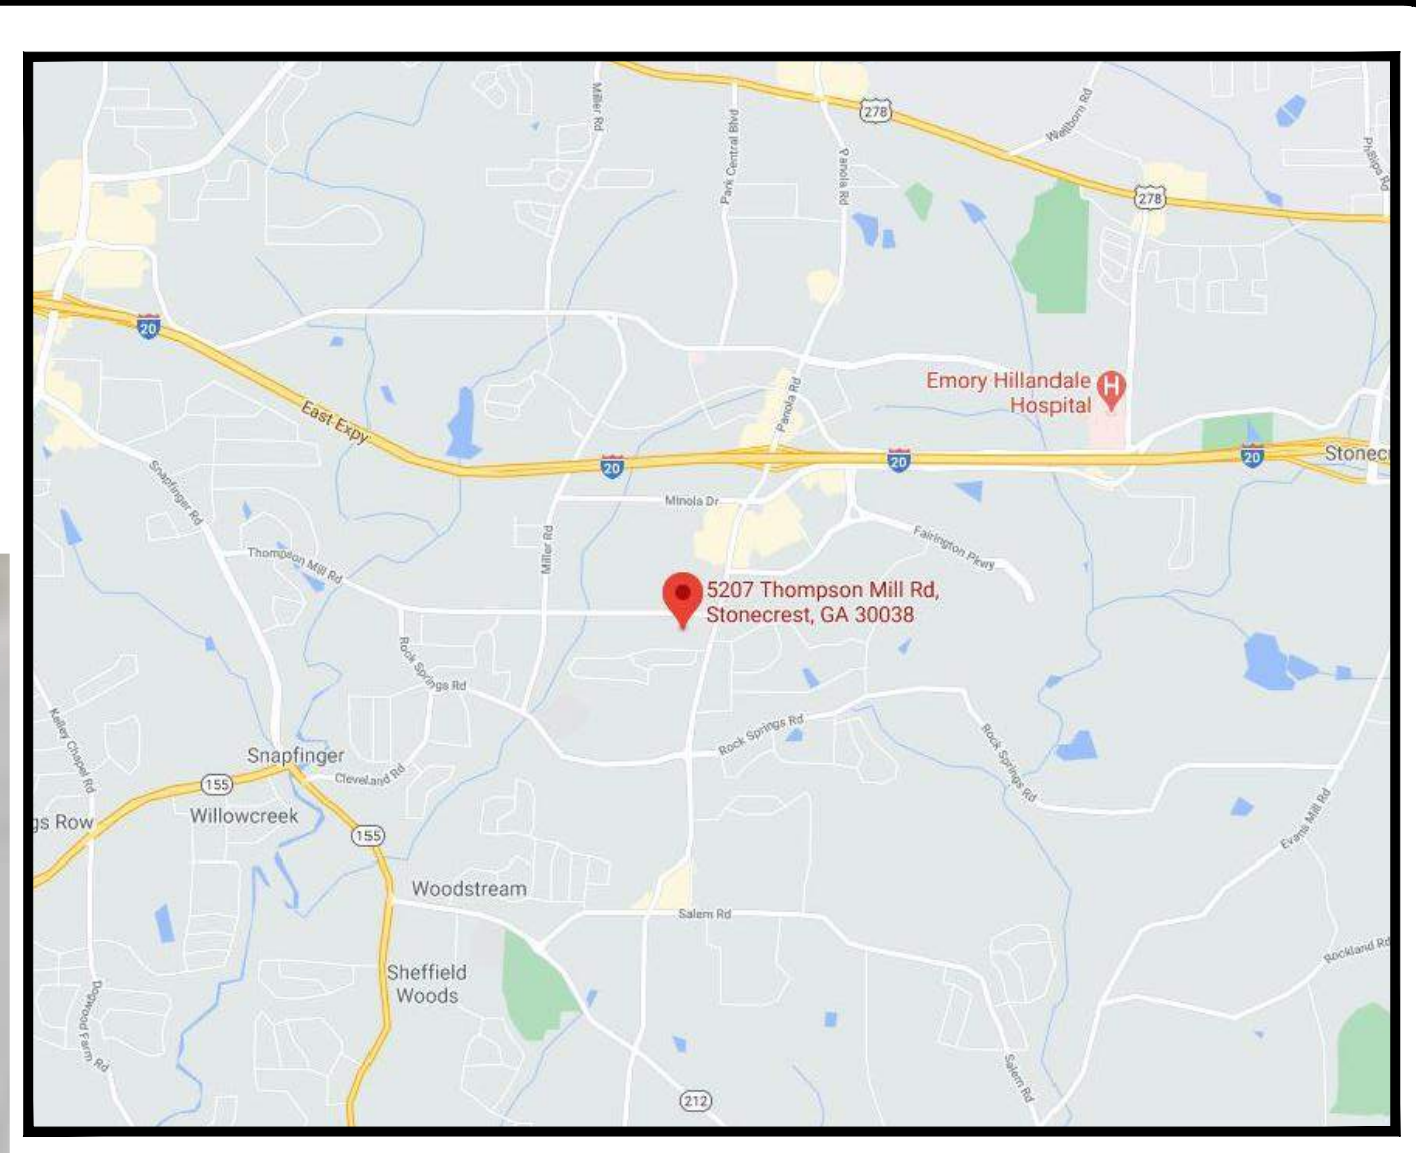 278
Miller Rd
Park Central Blvd
Panola Rd
Wellborn Rd
Phillips Rd
278
20
East Expy
Panola Rd
Emory Hillandale
Hospital
20
20
20
Stonecr
Snapfinger Rd
Minola Dr
Miller Rd
Fairington Pkwy
Thompson Mill Rd
5207 Thompson Mill Rd,
Stonecrest, GA 30038
Rock Springs Rd
Rock Springs Rd
Rock Springs Rd
Kelley Chapel Rd
Snapfinger
Cleveland Rd
155
Willowcreek
155
gs Row
Evans Mill Rd
Woodstream
Salem Rd
Rockland Rd
Sheffield
Woods
Dogwood Farm Rd
Salem Rd
212